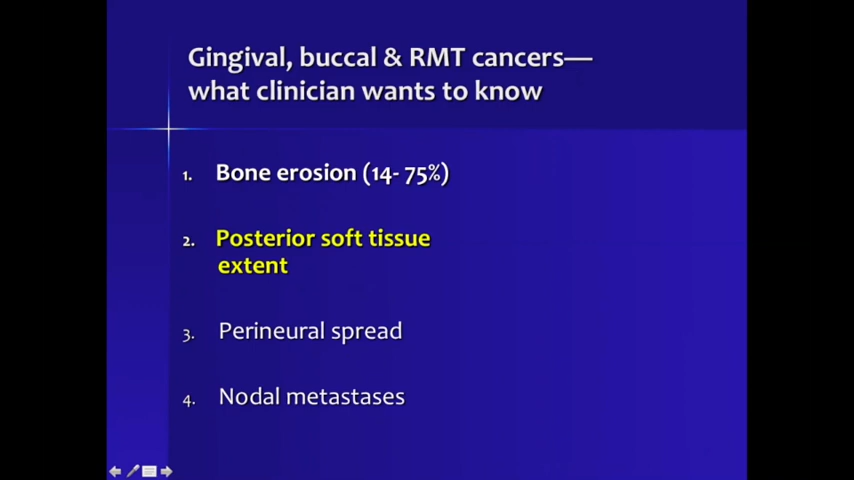 Gingival, buccal & RMT cancers—
what clinician wants to know
1. Bone erosion (14- 75%)
2. Posterior soft tissue
extent
3. Perineural spread
4. Nodal metastases